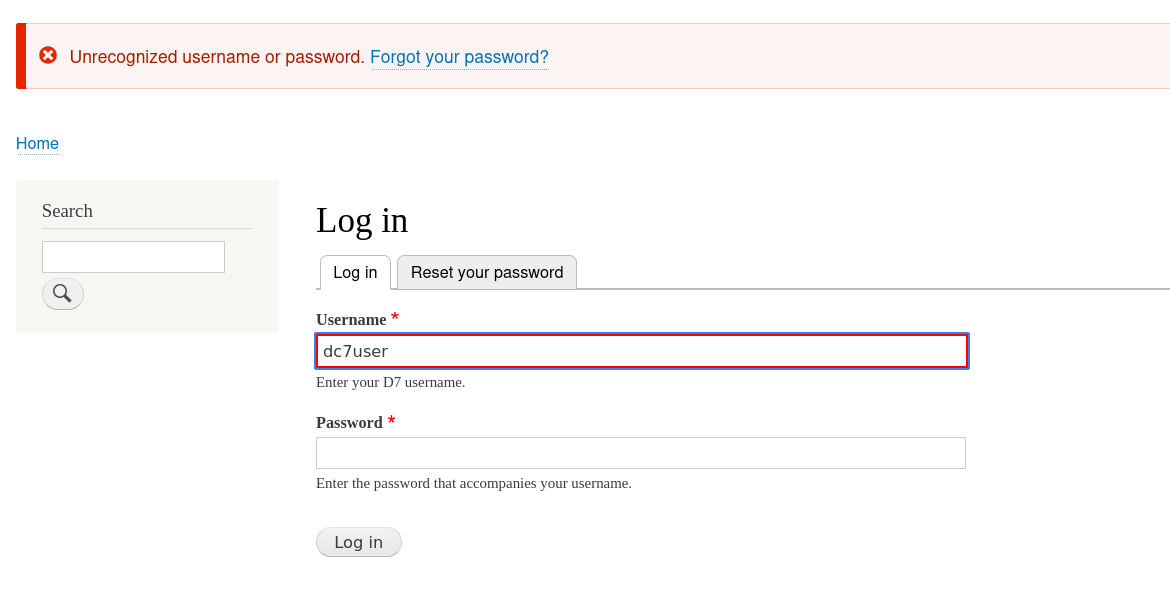 Unrecognized username or password. Forgot your password?
Home
Search
Log in
Log in Reset your password
Username *
dc7user
Enter your D7 username.
Password *
Enter the password that accompanies your username.
Log in